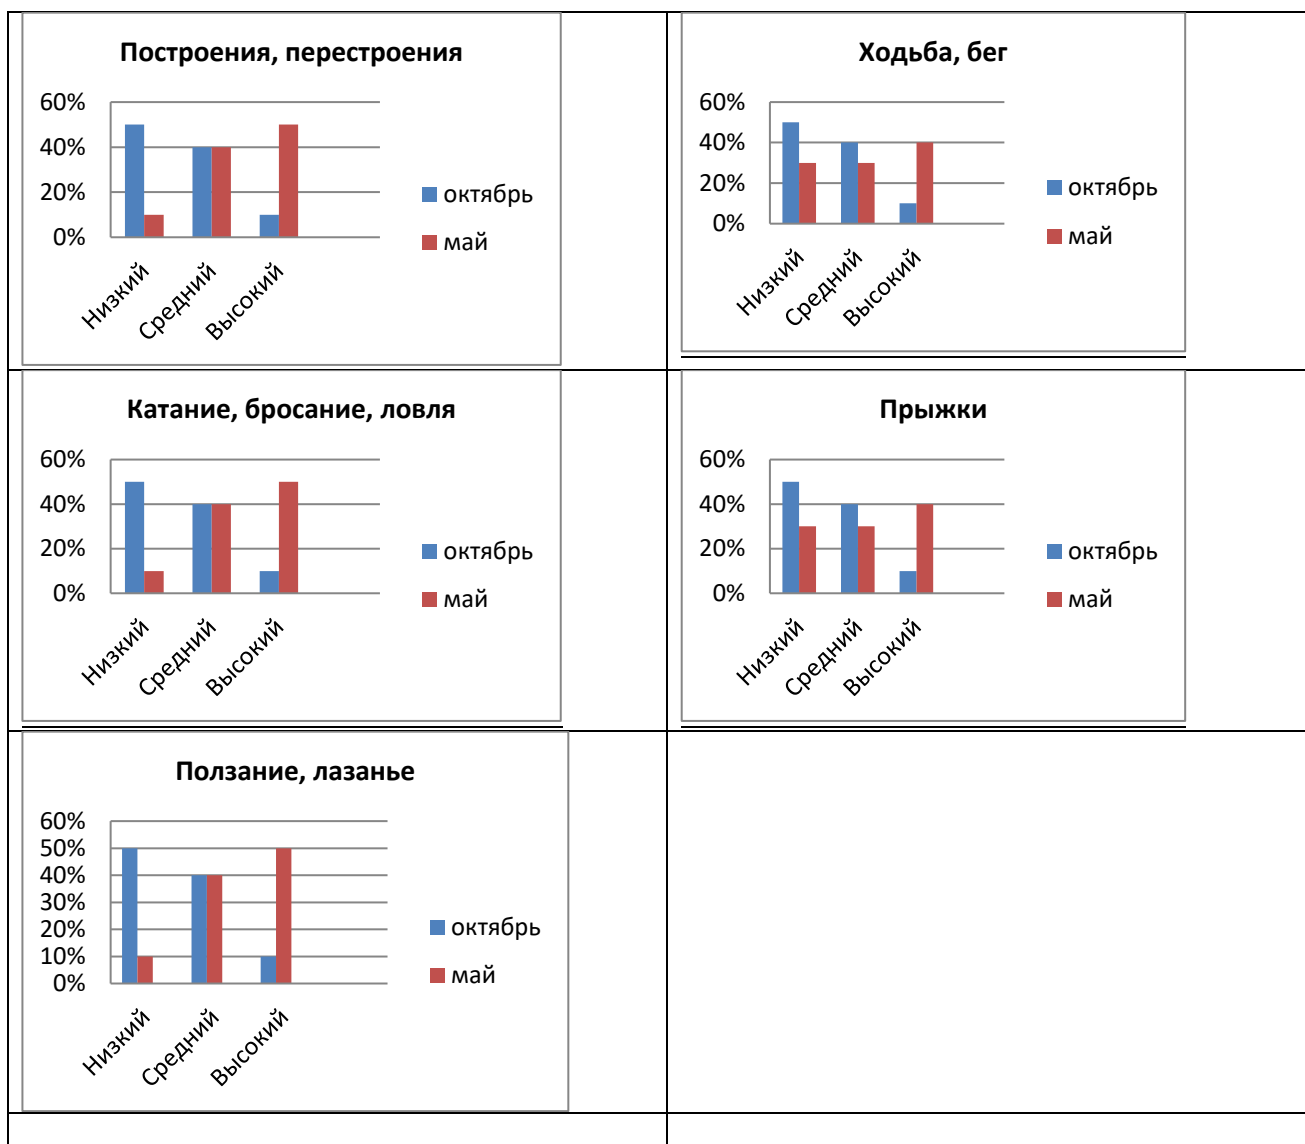 Построения, перестроения
60%
40%
20%
0%
Низкий
Средний
Высокий
октябрь
май
Ходьба, бег
60%
40%
20%
0%
Низкий
Средний
Высокий
октябрь
май
Катание, бросание, ловля
60%
40%
20%
0%
Низкий
Средний
Высокий
октябрь
май
Прыжки
60%
40%
20%
0%
Низкий
Средний
Высокий
октябрь
май
Ползание, лазанье
60%
50%
40%
30%
20%
10%
0%
Низкий
Средний
Высокий
октябрь
май